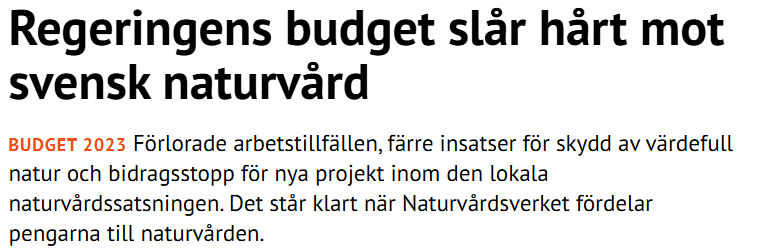 Regeringens budget slår hårt mot
svensk naturvård
BUDGET 2023 Förlorade arbetstillfällen, färre insatser för skydd av värdefull
natur och bidragsstopp för nya projekt inom den lokala
naturvårdssatsningen. Det står klart när Naturvårdsverket fördelar
pengarna till naturvården.